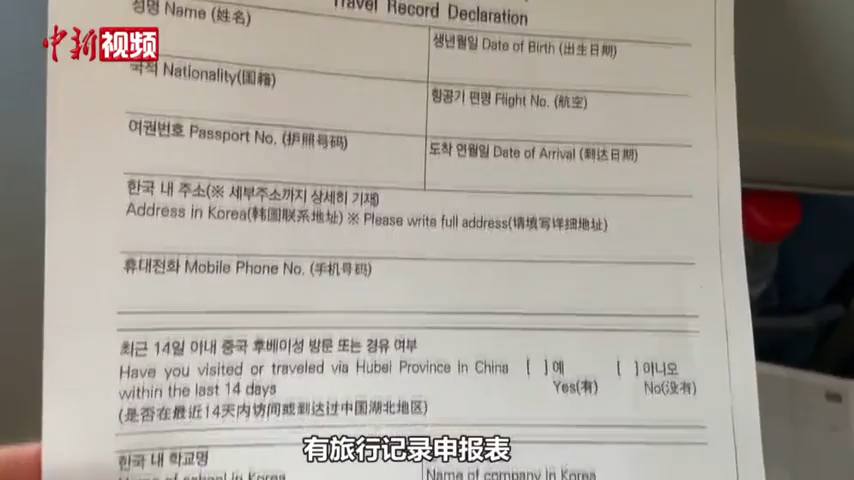 Travel Record Declaration
성명 Name (姓名)
생년월일 Date of Birth (出生日期)
中新视频
국적 Nationality(国籍)
항공기 편명 Flight No. (航空)
여권번호 Passport No. (护照号码)
도착 연월일 Date of Arrival (到达日期)
한국 내 주소(※ 세부주소까지 상세히 기재)
Address in Korea(韩国联系地址) ※ Please write full address(请填写详细地址)
휴대전화 Mobile Phone No. (手机号码)
최근 14일 이내 중국 후베이성 방문 또는 경유 여부
Have you visited or traveled via Hubei Province in China [ ]예 [ ]아니오
within the last 14 days Yes(有) No(没有)
(是否在最近14天内访问或到达过中国湖北地区)
有旅行记录申报表
한국 내 학교명
Name of school in Korea
Name of company in Korea